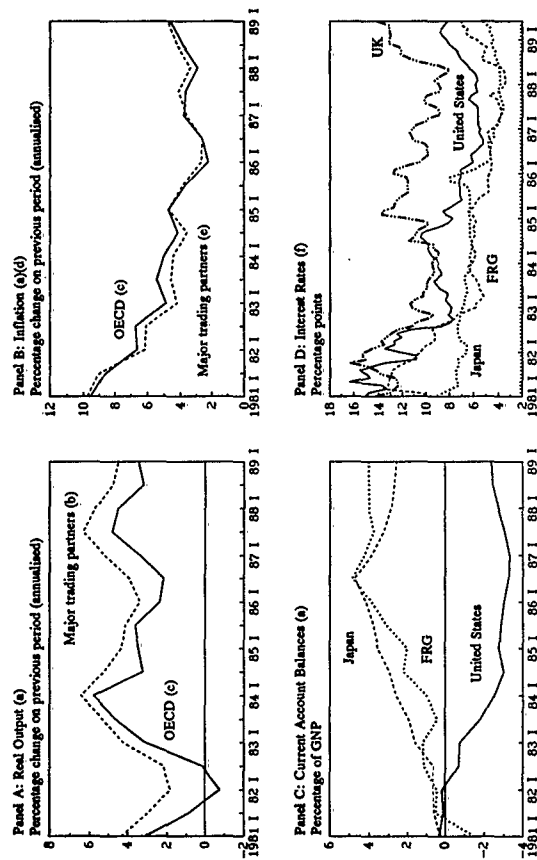 Panel A: Real Output (a)
Percentage change on previous period (annualised)
8
6
4
2
0
-2
Major trading partners (b)
OECD (c)
1981 I 82 I 83 I 84 I 85 I 86 I 87 I 88 I 89 I
Panel B: Inflation (a)(d)
Percentage change on previous period (annualised)
12
10
8
6
4
2
0
OECD (c)
Major trading partners (e)
1981 I 82 I 83 I 84 I 85 I 86 I 87 I 88 I 89 I
Panel C: Current Account Balances (a)
Percentage of GNP
6
4
2
0
-2
-4
Japan
FRG
United States
1981 I 82 I 83 I 84 I 85 I 86 I 87 I 88 I 89 I
Panel D: Interest Rates (f)
Percentage points
18
16
14
12
10
8
6
4
2
UK
United States
Japan
FRG
1981 I 82 I 83 I 84 I 85 I 86 I 87 I 88 I 89 I